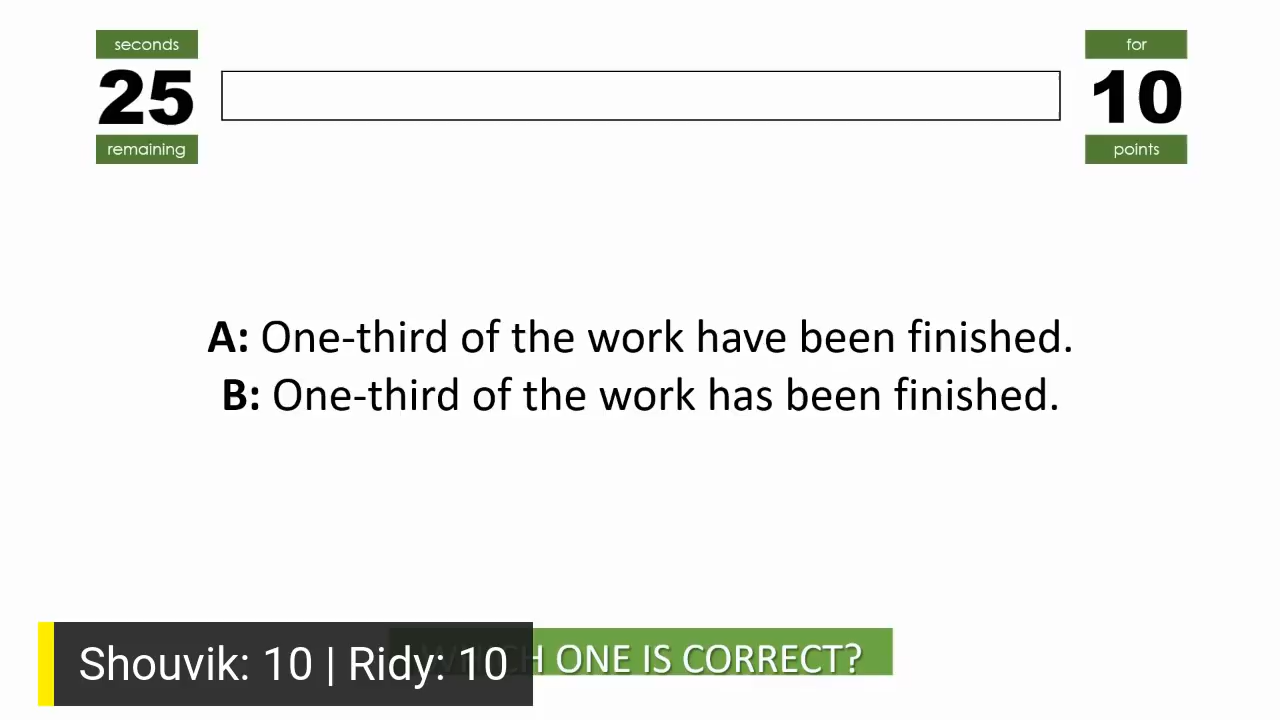 seconds
25
remaining
for
10
points
A: One-third of the work have been finished.
B: One-third of the work has been finished.
ONE IS CORRECT?
Shouvik: 10 | Ridy: 10